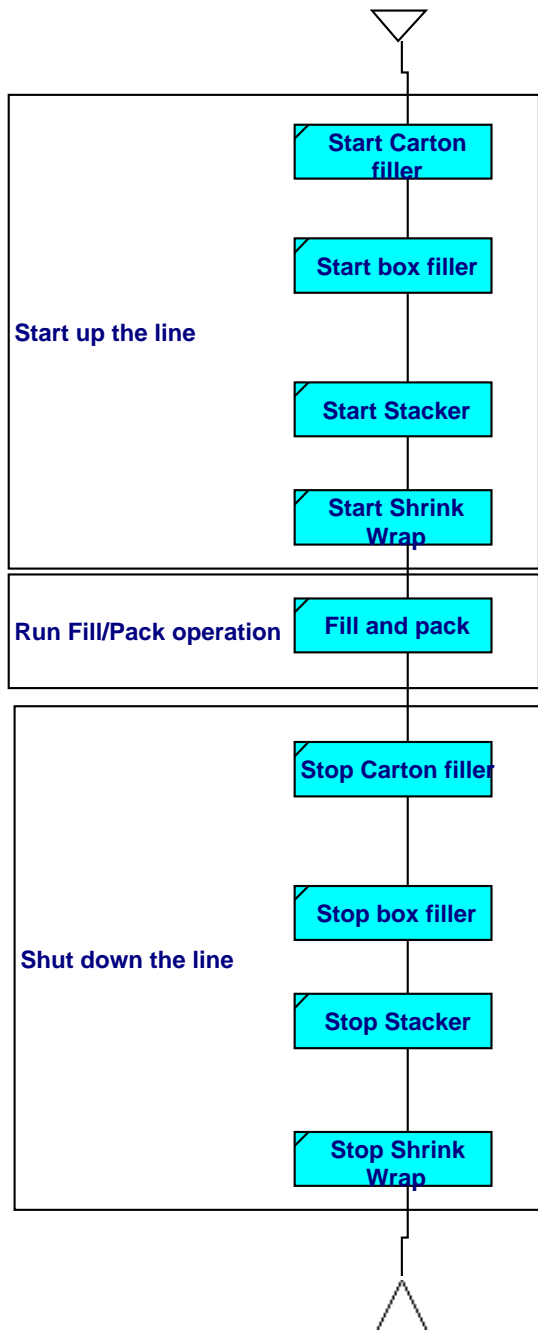 Start Carton
filler
Start box filler
Start up the line
Start Stacker
Start Shrink
Wrap
Run Fill/Pack operation
Fill and pack
Stop Carton filler
Stop box filler
Shut down the line
Stop Stacker
Stop Shrink
Wrap